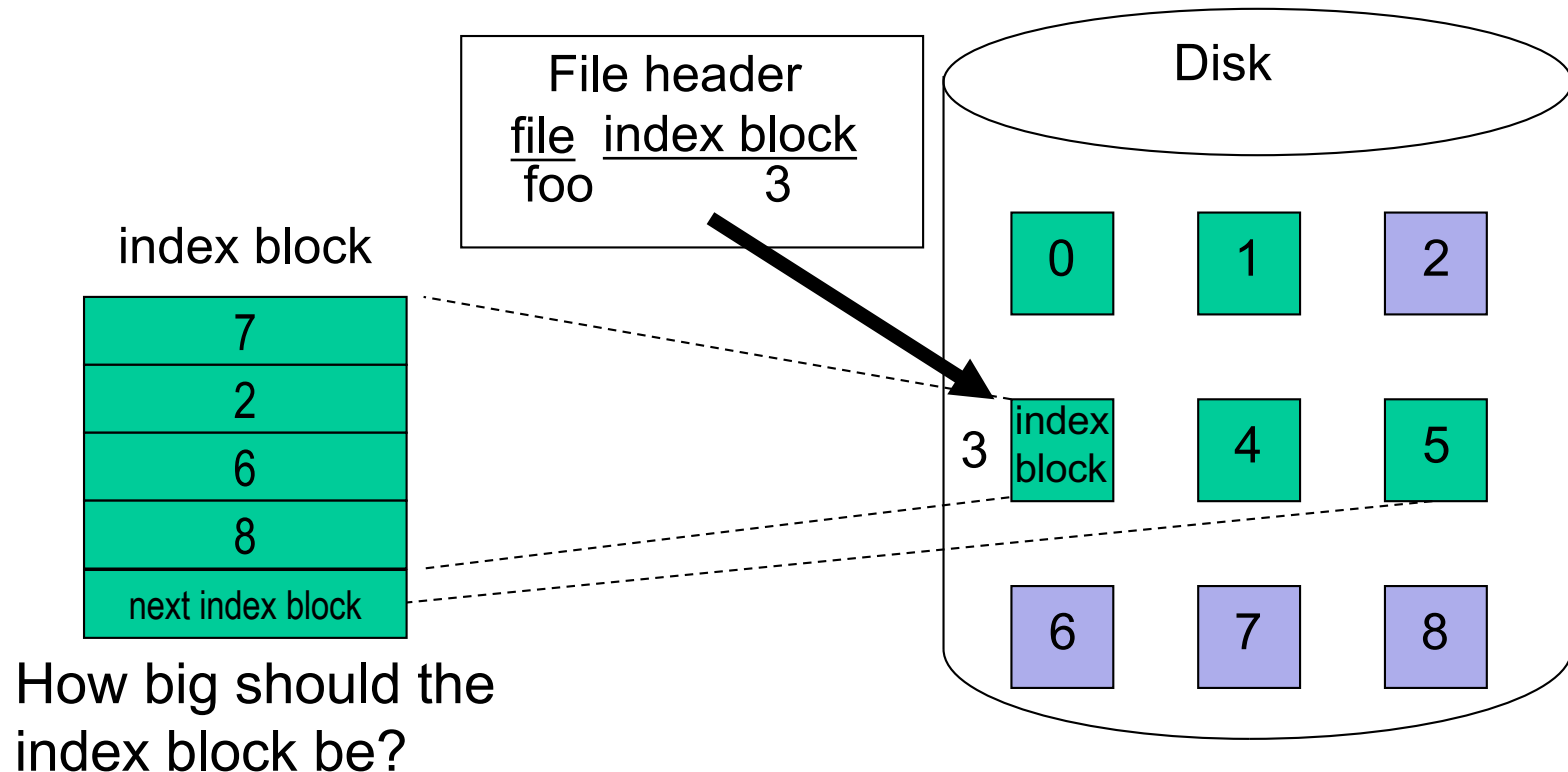 File header
file index block
foo 3
Disk
index block
7
2
6
8
next index block
How big should the
index block be?
0 1 2
3 index block 4 5
6 7 8